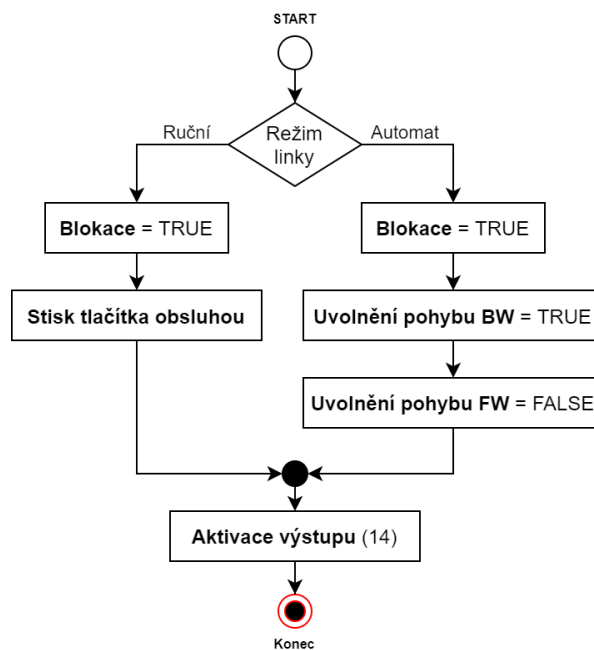 START
Režim
linky
Ruční
Automat
Blokace = TRUE
Blokace = TRUE
Stisk tlačítka obsluhou
Uvolnění pohybu BW = TRUE
Uvolnění pohybu FW = FALSE
Aktivace výstupu (14)
Konec